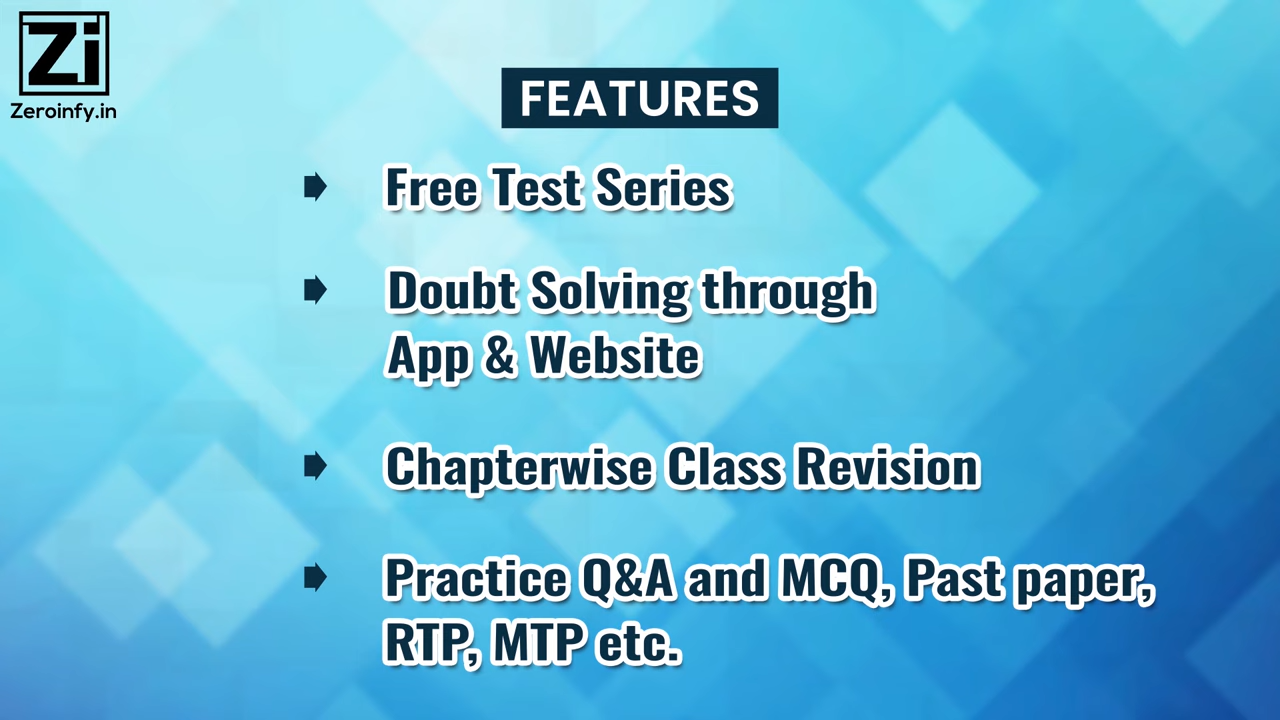 Zi
Zeroinfy.in
FEATURES
Free Test Series
Doubt Solving through
App & Website
Chapterwise Class Revision
Practice Q&A and MCQ, Past paper,
RTP, MTP etc.